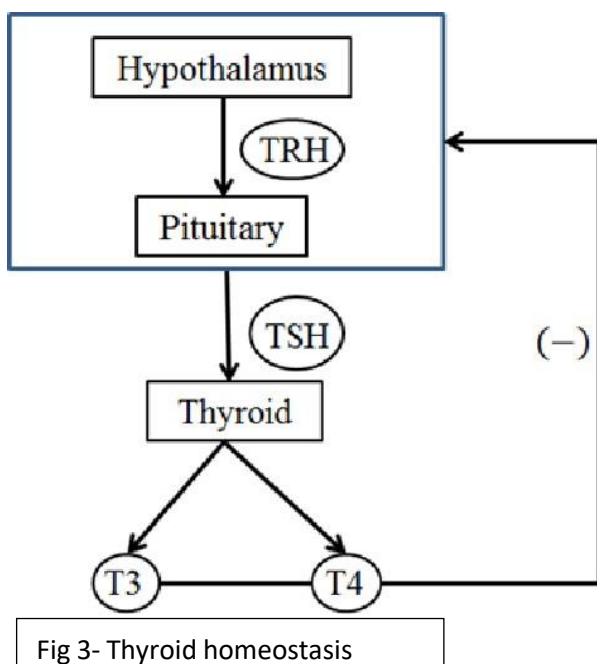 Hypothalamus
TRH
Pituitary
TSH
(−)
Thyroid
T3
T4
Fig 3- Thyroid homeostasis